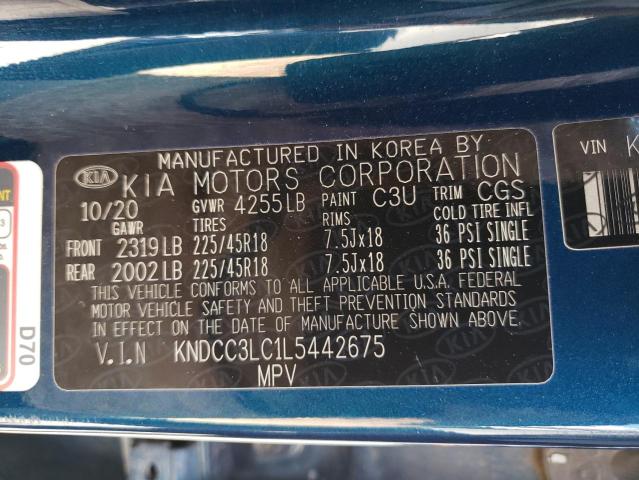 MANUFACTURED IN KOREA BY
KIA KIA MOTORS CORPORATION
10/20 GVWR 4255LB PAINT C3U TRIM CGS
GAWR TIRES RIMS COLD TIRE INFL
FRONT 2319LB 225/45R18 7.5Jx18 36 PSI SINGLE
REAR 2002LB 225/45R18 7.5Jx18 36 PSI SINGLE
THIS VEHICLE CONFORMS TO ALL APPLICABLE U.S.A. FEDERAL
MOTOR VEHICLE SAFETY AND THEFT PREVENTION STANDARDS
IN EFFECT ON THE DATE OF MANUFACTURE SHOWN ABOVE.
V.I.N KNDCC3LC1L5442675
MPV
D70
VIN K